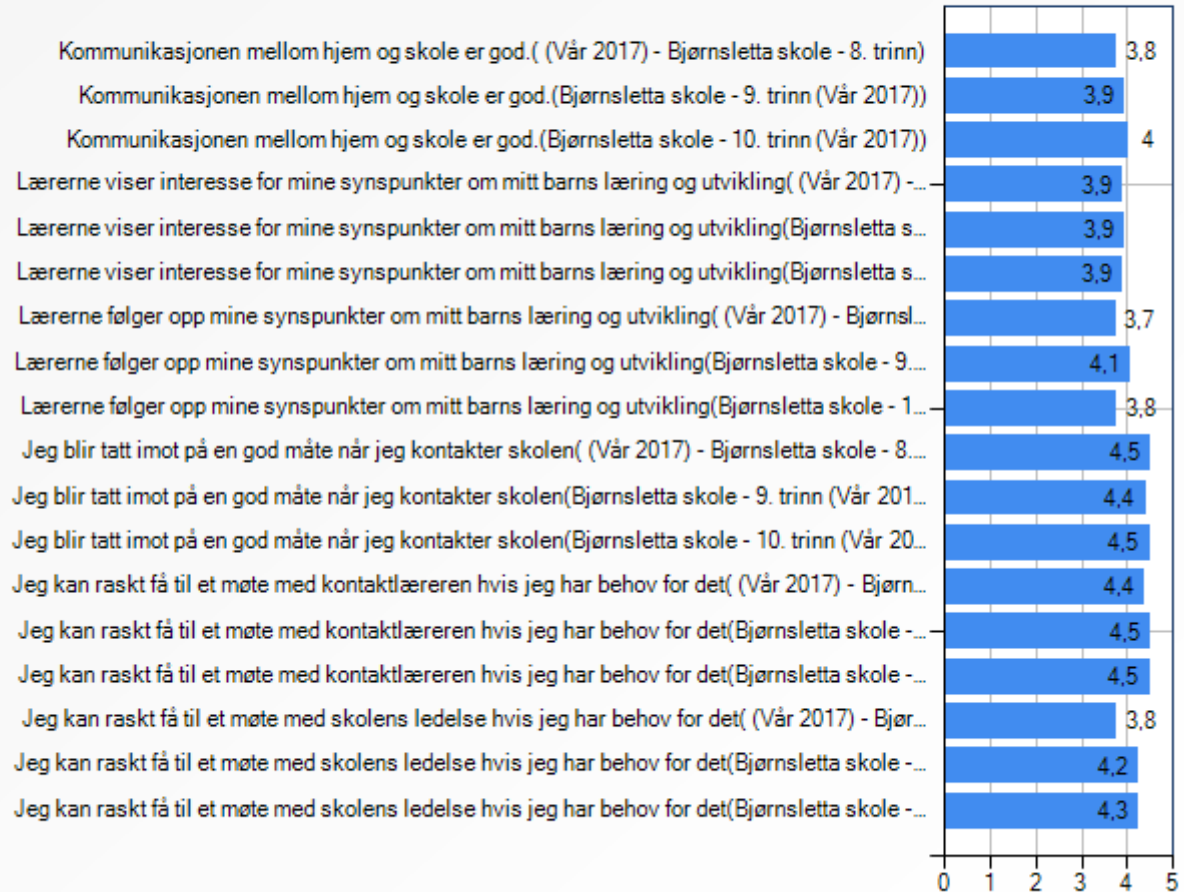 Kommunikasjonen mellom hjem og skole er god.( (Vår 2017) - Bjørnsletta skole - 8. trinn) 3,8
Kommunikasjonen mellom hjem og skole er god.(Bjørnsletta skole - 9. trinn (Vår 2017)) 3,9
Kommunikasjonen mellom hjem og skole er god.(Bjørnsletta skole - 10. trinn (Vår 2017)) 4
Lærerne viser interesse for mine synspunkter om mitt barns læring og utvikling( (Vår 2017) -... 3,9
Lærerne viser interesse for mine synspunkter om mitt barns læring og utvikling(Bjørnsletta s... 3,9
Lærerne viser interesse for mine synspunkter om mitt barns læring og utvikling(Bjørnsletta s... 3,9
Lærerne følger opp mine synspunkter om mitt barns læring og utvikling( (Vår 2017) - Bjørnsl... 3,7
Lærerne følger opp mine synspunkter om mitt barns læring og utvikling(Bjørnsletta skole - 9.... 4,1
Lærerne følger opp mine synspunkter om mitt barns læring og utvikling(Bjørnsletta skole - 1... 3,8
Jeg blir tatt imot på en god måte når jeg kontakter skolen( (Vår 2017) - Bjørnsletta skole - 8.... 4,5
Jeg blir tatt imot på en god måte når jeg kontakter skolen(Bjørnsletta skole - 9. trinn (Vår 201... 4,4
Jeg blir tatt imot på en god måte når jeg kontakter skolen(Bjørnsletta skole - 10. trinn (Vår 20... 4,5
Jeg kan raskt få til et møte med kontaktlæreren hvis jeg har behov for det( (Vår 2017) - Bjørn... 4,4
Jeg kan raskt få til et møte med kontaktlæreren hvis jeg har behov for det(Bjørnsletta skole -... 4,5
Jeg kan raskt få til et møte med kontaktlæreren hvis jeg har behov for det(Bjørnsletta skole -... 4,5
Jeg kan raskt få til et møte med skolens ledelse hvis jeg har behov for det( (Vår 2017) - Bjør... 3,8
Jeg kan raskt få til et møte med skolens ledelse hvis jeg har behov for det(Bjørnsletta skole -... 4,2
Jeg kan raskt få til et møte med skolens ledelse hvis jeg har behov for det(Bjørnsletta skole -... 4,3
0 1 2 3 4 5